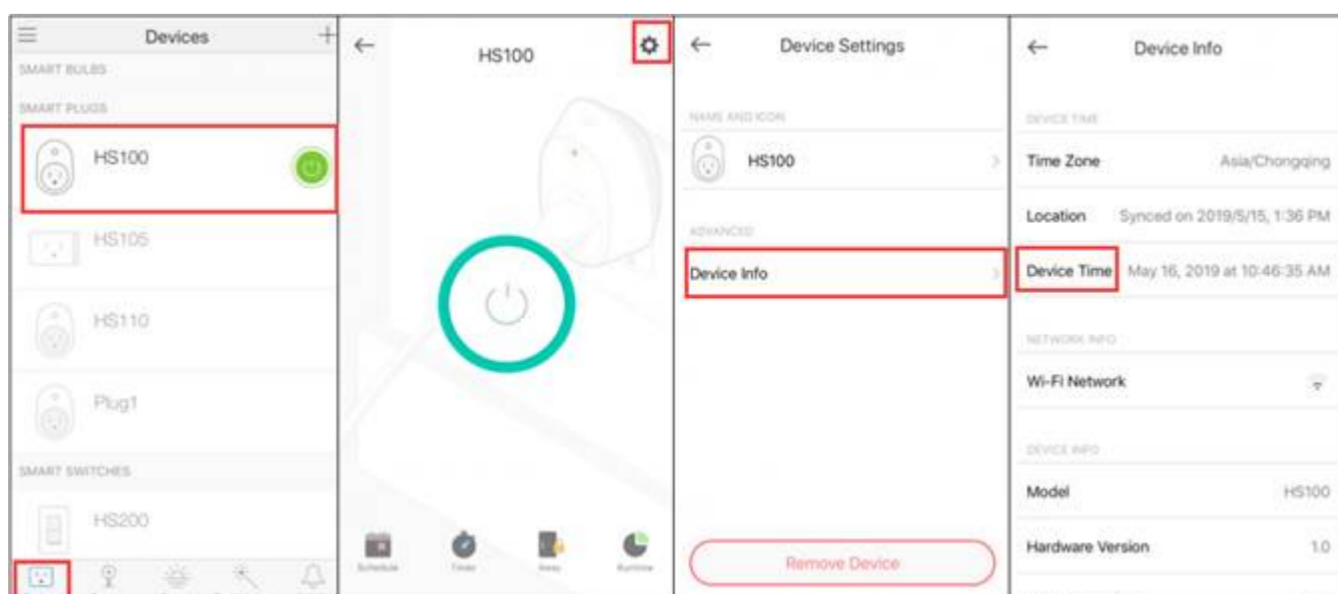 Devices
SMART BULBS
SMART PLUGS
HS100
HS105
HS110
Plug1
SMART SWITCHES
HS200
HS100
Schedule
Timer
Away
Runtime
Device Settings
NAME AND ICON
HS100
ADVANCED
Device Info
Remove Device
Device Info
DEVICE TIME
Time Zone Asia/Chongqing
Location Synced on 2019/5/15, 1:36 PM
Device Time May 16, 2019 at 10:46:35 AM
NETWORK INFO
Wi-Fi Network
DEVICE INFO
Model HS100
Hardware Version 1.0